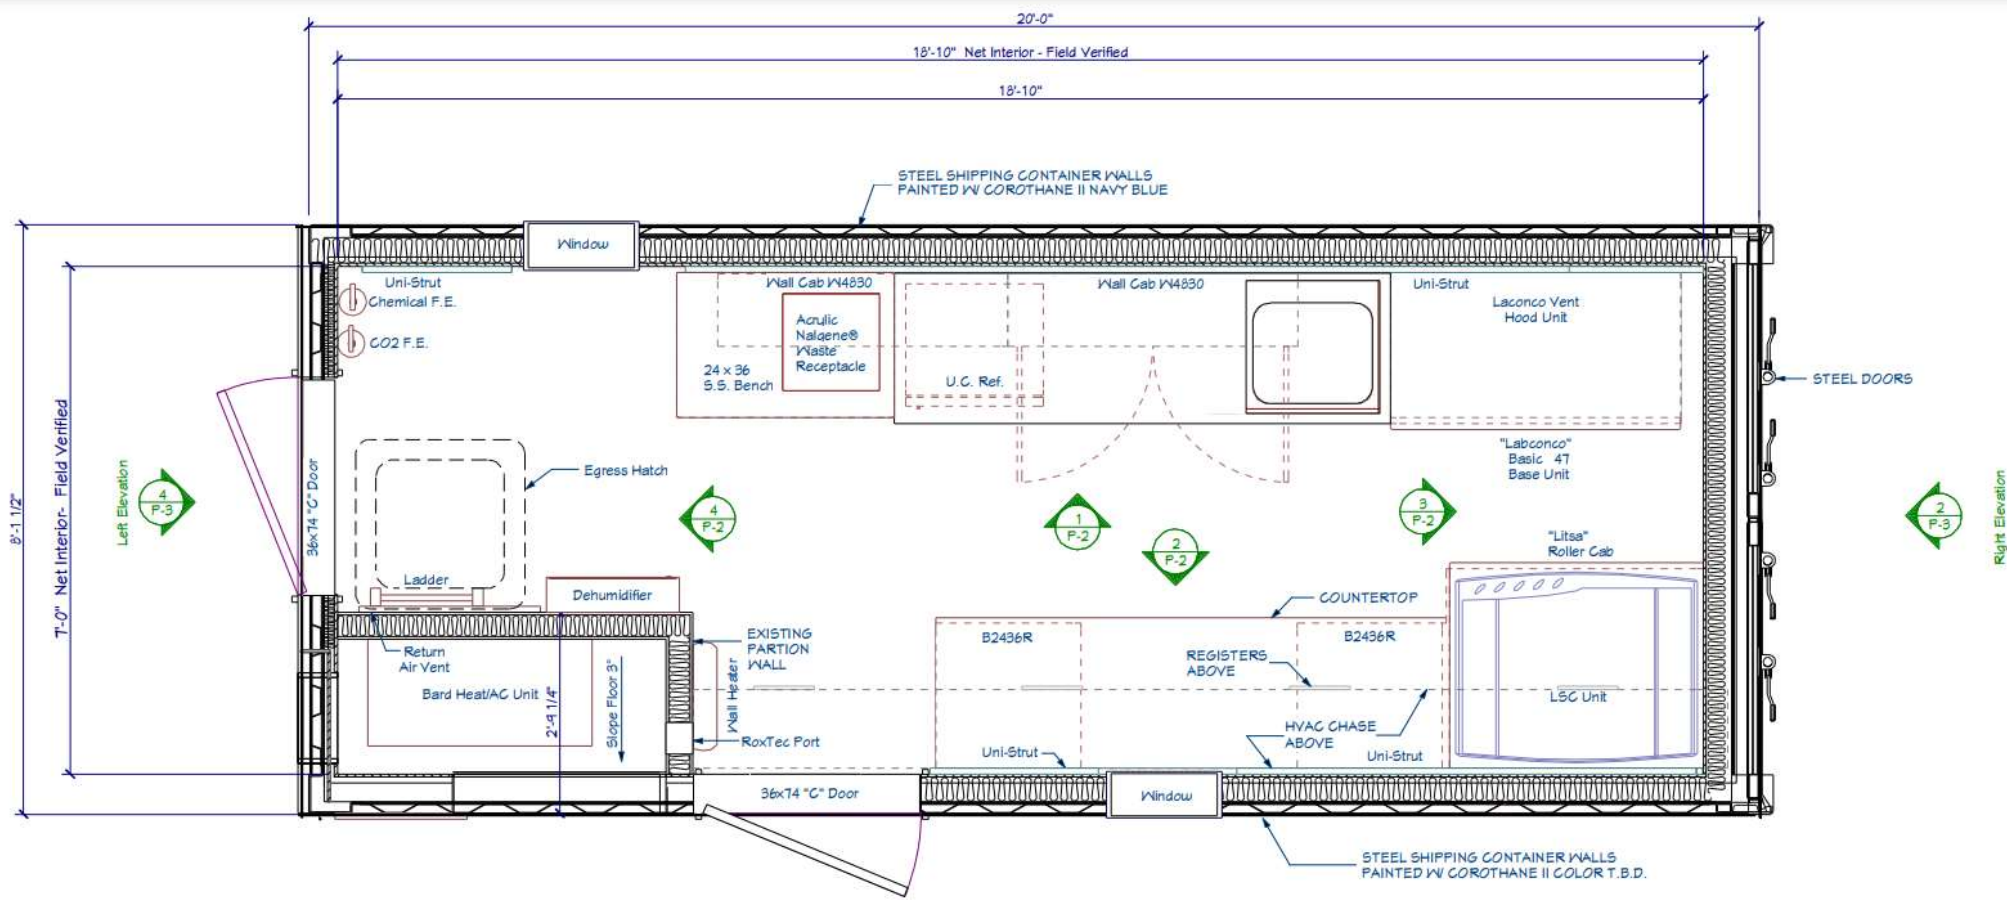 20'-0"
18'-10" Net Interior - Field Verified
18'-10"
STEEL SHIPPING CONTAINER WALLS
PAINTED W/ COROTHANE II NAVY BLUE
Window
Uni-Strut
Chemical F.E.
CO2 F.E.
Wall Cab W4830
Acrylic
Nalgene®
Waste
Receptacle
24 x 36
S.S. Bench
U.C. Ref.
Wall Cab W4830
Uni-Strut
Laconco Vent
Hood Unit
"Labconco"
Basic 47
Base Unit
STEEL DOORS
8'-1 1/2"
7'-0" Net Interior- Field Verified
Left Elevation
4
P-3
36x74 "C" Door
Egress Hatch
4
P-2
1
P-2
2
P-2
3
P-2
2
P-3
Right Elevation
"Litsa"
Roller Cab
Ladder
Dehumidifier
COUNTERTOP
EXISTING
PARTION
WALL
B2436R
B2436R
Return
Air Vent
Bard Heat/AC Unit
2'-9 1/4"
Slope Floor 3"
Wall Heater
REGISTERS
ABOVE
LSC Unit
RoxTec Port
HVAC CHASE
ABOVE
Uni-Strut
Uni-Strut
36x74 "C" Door
Window
STEEL SHIPPING CONTAINER WALLS
PAINTED W/ COROTHANE II COLOR T.B.D.